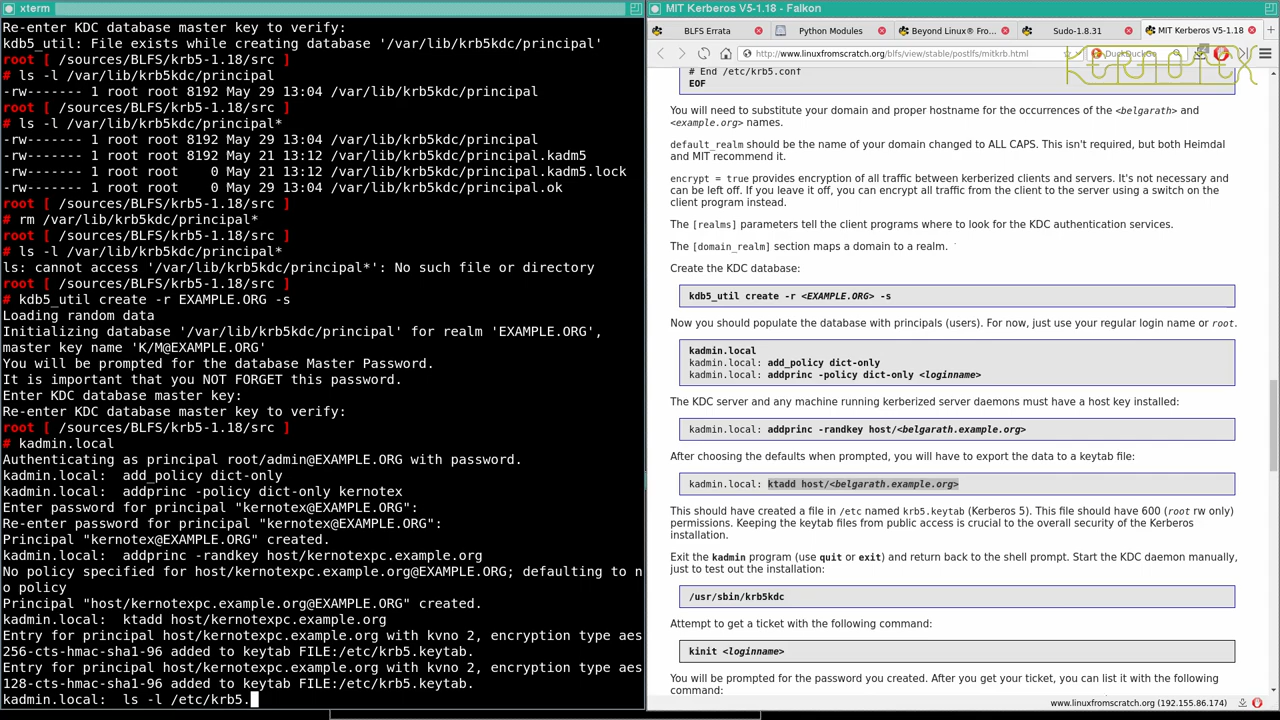 xterm
Re-enter KDC database master key to verify:
kdb5_util: File exists while creating database '/var/lib/krb5kdc/principal'
root [ /sources/BLFS/krb5-1.18/src ]
# ls -l /var/lib/krb5kdc/principal
-rw------- 1 root root 8192 May 29 13:04 /var/lib/krb5kdc/principal
root [ /sources/BLFS/krb5-1.18/src ]
# ls -l /var/lib/krb5kdc/principal*
-rw------- 1 root root 8192 May 29 13:04 /var/lib/krb5kdc/principal
-rw------- 1 root root 8192 May 21 13:12 /var/lib/krb5kdc/principal.kadm5
-rw------- 1 root root    0 May 21 13:12 /var/lib/krb5kdc/principal.kadm5.lock
-rw------- 1 root root    0 May 29 13:04 /var/lib/krb5kdc/principal.ok
root [ /sources/BLFS/krb5-1.18/src ]
# rm /var/lib/krb5kdc/principal*
root [ /sources/BLFS/krb5-1.18/src ]
# ls -l /var/lib/krb5kdc/principal*
ls: cannot access '/var/lib/krb5kdc/principal*': No such file or directory
root [ /sources/BLFS/krb5-1.18/src ]
# kdb5_util create -r EXAMPLE.ORG -s
Loading random data
Initializing database '/var/lib/krb5kdc/principal' for realm 'EXAMPLE.ORG',
master key name 'K/M@EXAMPLE.ORG'
You will be prompted for the database Master Password.
It is important that you NOT FORGET this password.
Enter KDC database master key:
Re-enter KDC database master key to verify:
root [ /sources/BLFS/krb5-1.18/src ]
# kadmin.local
Authenticating as principal root/admin@EXAMPLE.ORG with password.
kadmin.local:  add_policy dict-only
kadmin.local:  addprinc -policy dict-only kernotex
Enter password for principal "kernotex@EXAMPLE.ORG":
Re-enter password for principal "kernotex@EXAMPLE.ORG":
Principal "kernotex@EXAMPLE.ORG" created.
kadmin.local:  addprinc -randkey host/kernotexpc.example.org
No policy specified for host/kernotexpc.example.org@EXAMPLE.ORG; defaulting to n
o policy
Principal "host/kernotexpc.example.org@EXAMPLE.ORG" created.
kadmin.local:  ktadd host/kernotexpc.example.org
Entry for principal host/kernotexpc.example.org with kvno 2, encryption type aes
256-cts-hmac-sha1-96 added to keytab FILE:/etc/krb5.keytab.
Entry for principal host/kernotexpc.example.org with kvno 2, encryption type aes
128-cts-hmac-sha1-96 added to keytab FILE:/etc/krb5.keytab.
kadmin.local:  ls -l /etc/krb5.
MIT Kerberos V5-1.18 - Falkon
BLFS Errata
Python Modules
Beyond Linux® Fro...
Sudo-1.8.31
MIT Kerberos V5-1.18
http://www.linuxfromscratch.org/blfs/view/stable/postlfs/mitkrb.html
DuckDuckGo
KERNOTEX
# End /etc/krb5.conf
EOF
You will need to substitute your domain and proper hostname for the occurrences of the <belgarath> and
<example.org> names.
default_realm should be the name of your domain changed to ALL CAPS. This isn't required, but both Heimdal
and MIT recommend it.
encrypt = true provides encryption of all traffic between kerberized clients and servers. It's not necessary and
can be left off. If you leave it off, you can encrypt all traffic from the client to the server using a switch on the
client program instead.
The [realms] parameters tell the client programs where to look for the KDC authentication services.
The [domain_realm] section maps a domain to a realm.
Create the KDC database:
kdb5_util create -r <EXAMPLE.ORG> -s
Now you should populate the database with principals (users). For now, just use your regular login name or root.
kadmin.local
kadmin.local: add_policy dict-only
kadmin.local: addprinc -policy dict-only <loginname>
The KDC server and any machine running kerberized server daemons must have a host key installed:
kadmin.local: addprinc -randkey host/<belgarath.example.org>
After choosing the defaults when prompted, you will have to export the data to a keytab file:
kadmin.local: ktadd host/<belgarath.example.org>
This should have created a file in /etc named krb5.keytab (Kerberos 5). This file should have 600 (root rw only)
permissions. Keeping the keytab files from public access is crucial to the overall security of the Kerberos
installation.
Exit the kadmin program (use quit or exit) and return back to the shell prompt. Start the KDC daemon manually,
just to test out the installation:
/usr/sbin/krb5kdc
Attempt to get a ticket with the following command:
kinit <loginname>
You will be prompted for the password you created. After you get your ticket, you can list it with the following
command:
www.linuxfromscratch.org (192.155.86.174)